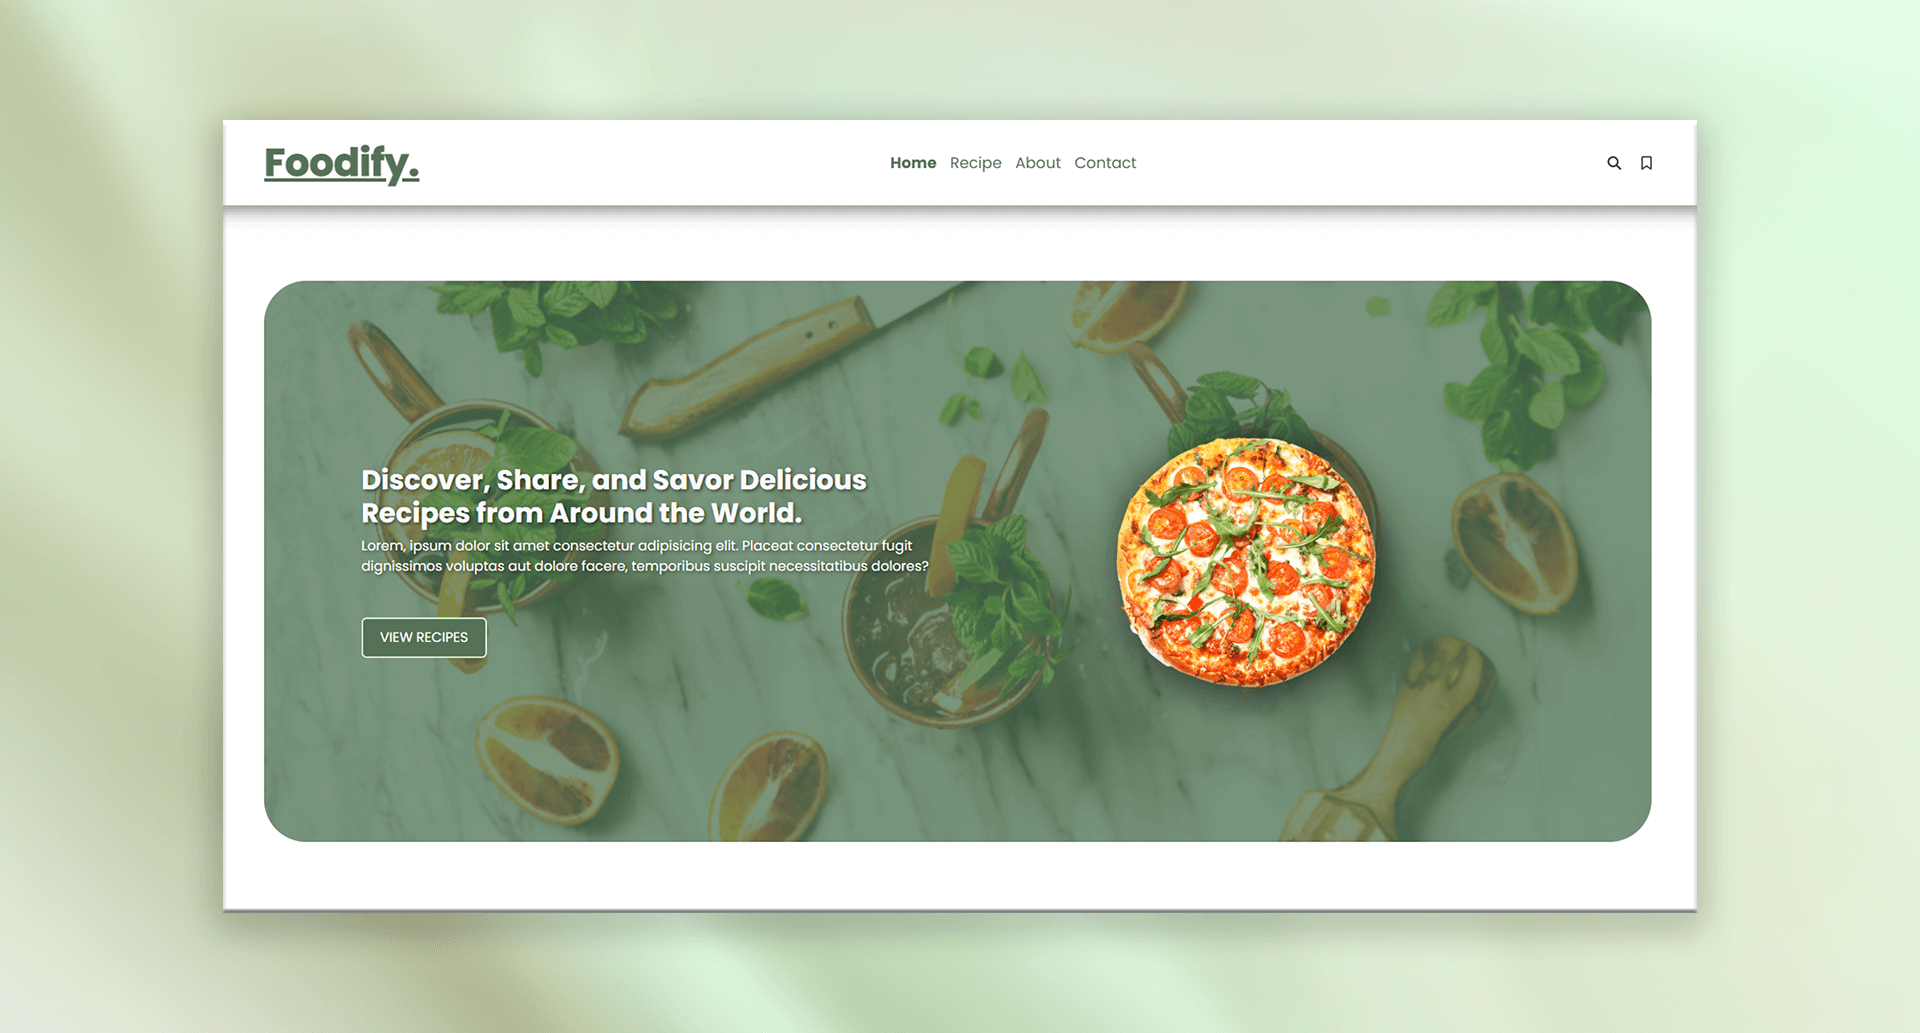 Foodify.
Home Recipe About Contact
Discover, Share, and Savor Delicious
Recipes from Around the World.
Lorem, ipsum dolor sit amet consectetur adipisicing elit. Placeat consectetur fugit
dignissimos voluptas aut dolore facere, temporibus suscipit necessitatibus dolores?
VIEW RECIPES